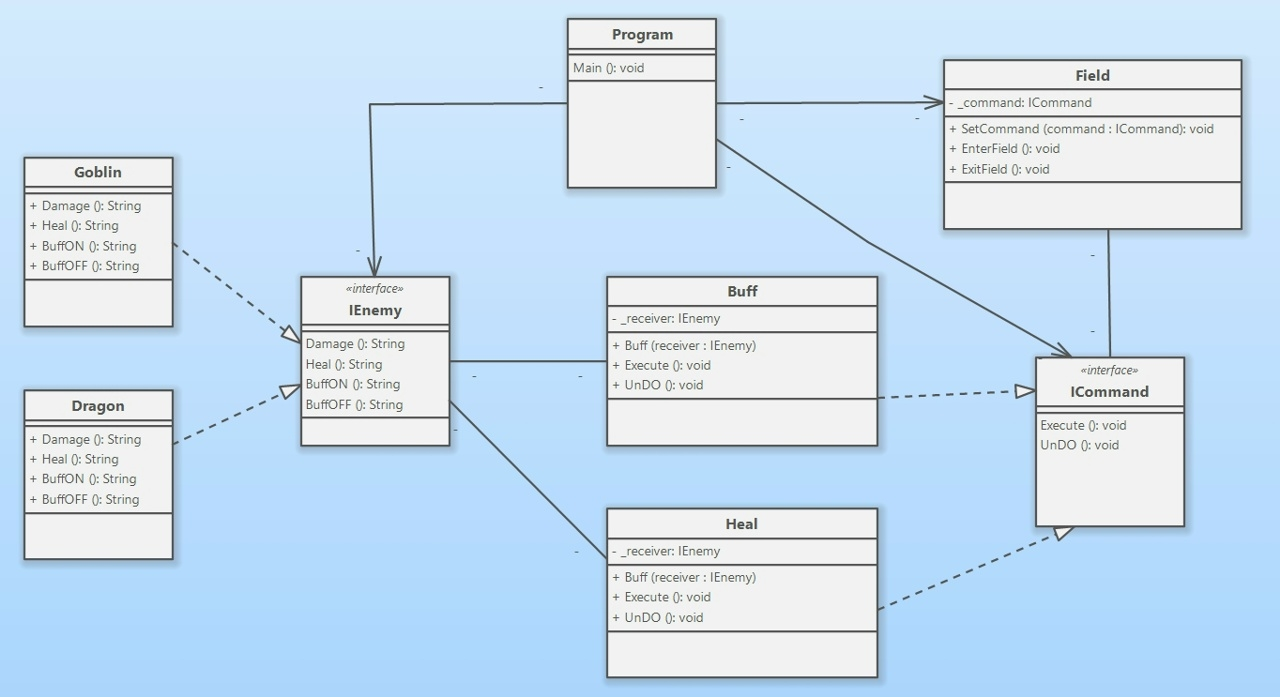 Program
Main (): void
Field
- _command: ICommand
+ SetCommand (command : ICommand): void
+ EnterField (): void
+ ExitField (): void
Goblin
+ Damage (): String
+ Heal (): String
+ BuffON (): String
+ BuffOFF (): String
«interface»
IEnemy
Damage (): String
Heal (): String
BuffON (): String
BuffOFF (): String
Buff
- _receiver: IEnemy
+ Buff (receiver : IEnemy)
+ Execute (): void
+ UnDO (): void
«interface»
ICommand
Execute (): void
UnDO (): void
Dragon
+ Damage (): String
+ Heal (): String
+ BuffON (): String
+ BuffOFF (): String
Heal
- _receiver: IEnemy
+ Buff (receiver : IEnemy)
+ Execute (): void
+ UnDO (): void